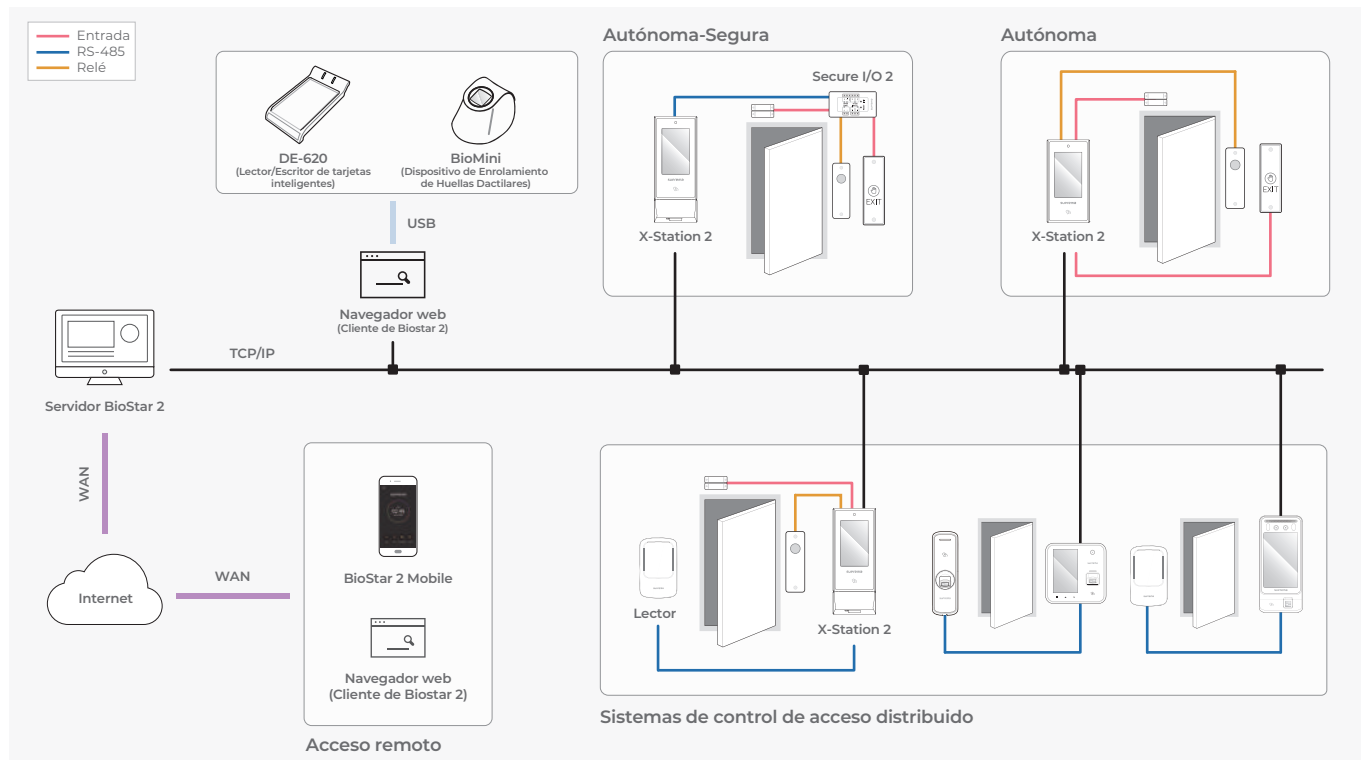 Entrada
RS-485
Relé
DE-620
(Lector/Escritor de tarjetas
inteligentes)
BioMini
(Dispositivo de Enrolamiento
de Huellas Dactilares)
USB
Navegador web
(Cliente de Biostar 2)
Autónoma-Segura
Secure I/O 2
EXIT
X-Station 2
Autónoma
EXIT
X-Station 2
TCP/IP
Servidor BioStar 2
WAN
Internet
WAN
BioStar 2 Mobile
Navegador web
(Cliente de Biostar 2)
Acceso remoto
Lector
X-Station 2
Sistemas de control de acceso distribuido